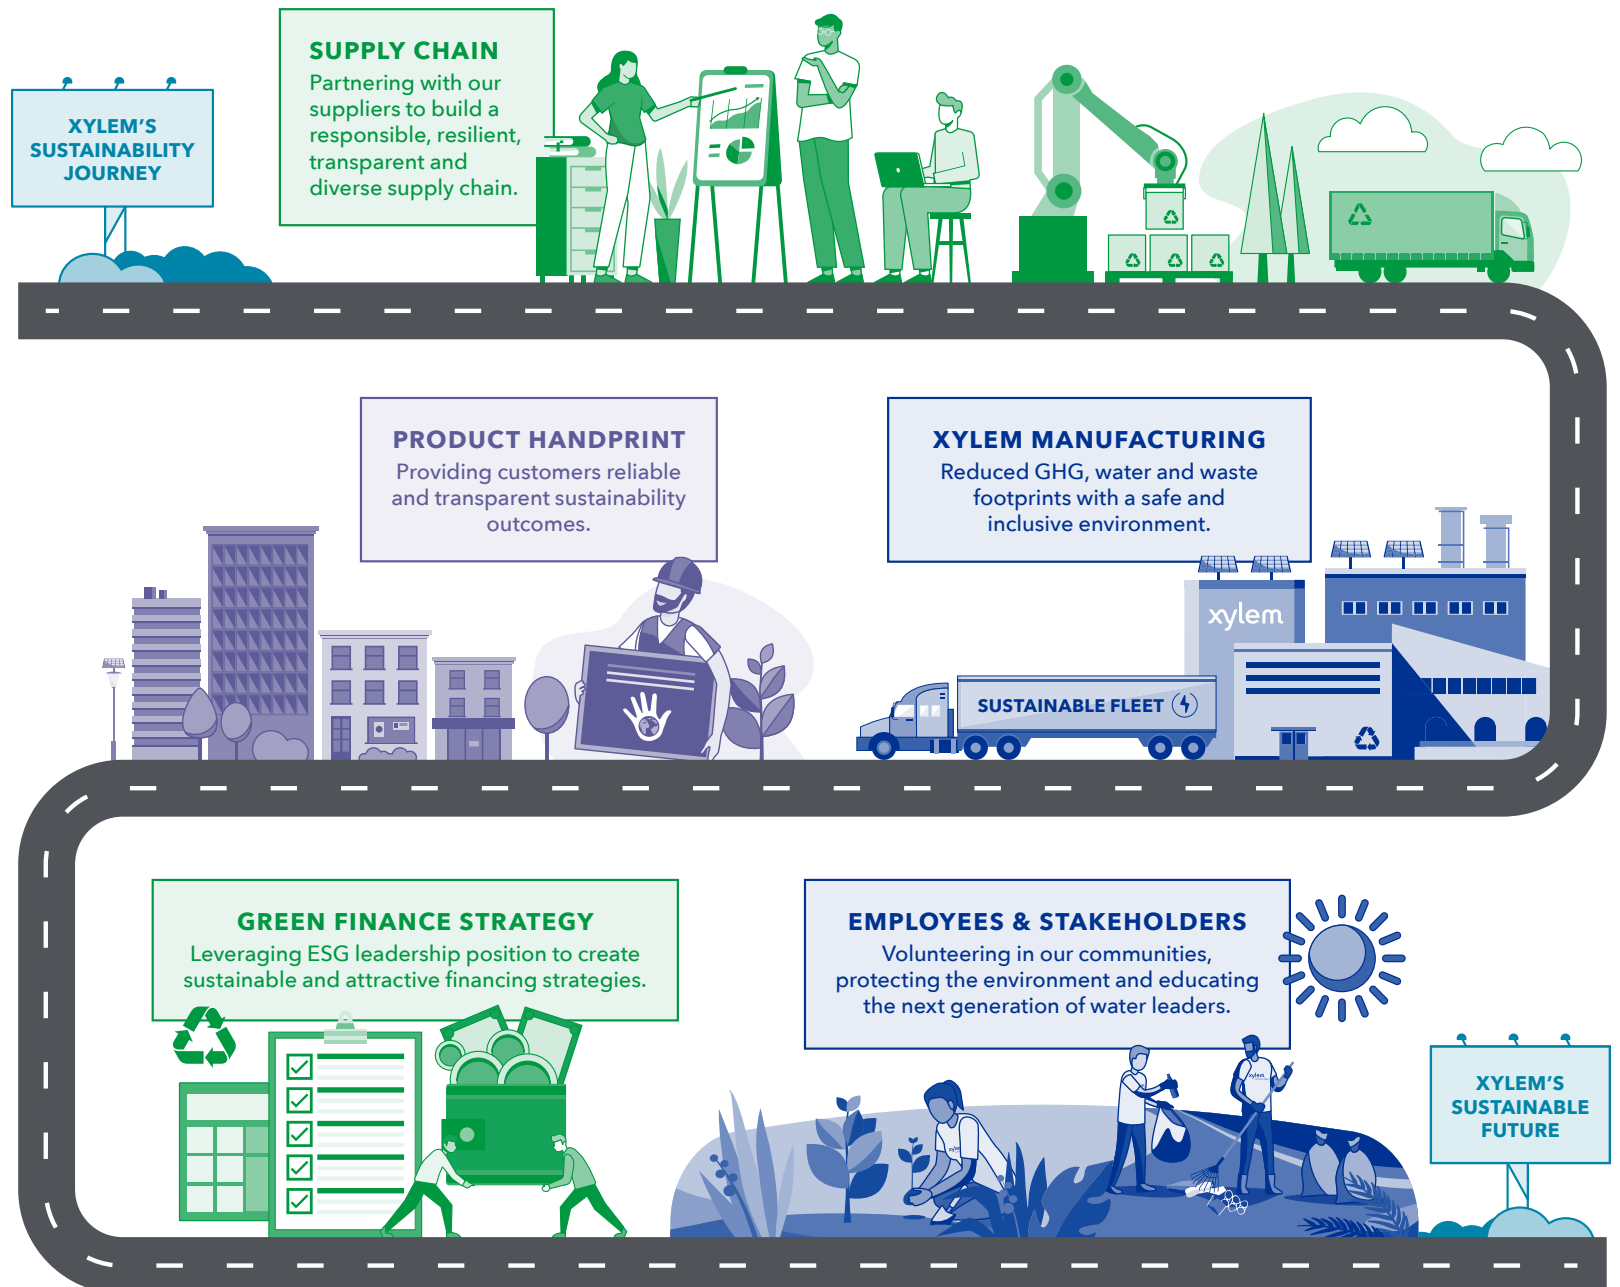 XYLEM'S
SUSTAINABILITY
JOURNEY
SUPPLY CHAIN
Partnering with our
suppliers to build a
responsible, resilient,
transparent and
diverse supply chain.
XYLEM MANUFACTURING
Reduced GHG, water and waste
footprints with a safe and
inclusive environment.
xylem
SUSTAINABLE FLEET
PRODUCT HANDPRINT
Providing customers reliable
and transparent sustainability
outcomes.
GREEN FINANCE STRATEGY
Leveraging ESG leadership position to create
sustainable and attractive financing strategies.
EMPLOYEES & STAKEHOLDERS
Volunteering in our communities,
protecting the environment and educating
the next generation of water leaders.
xylem
xylem
XYLEM'S
SUSTAINABLE
FUTURE